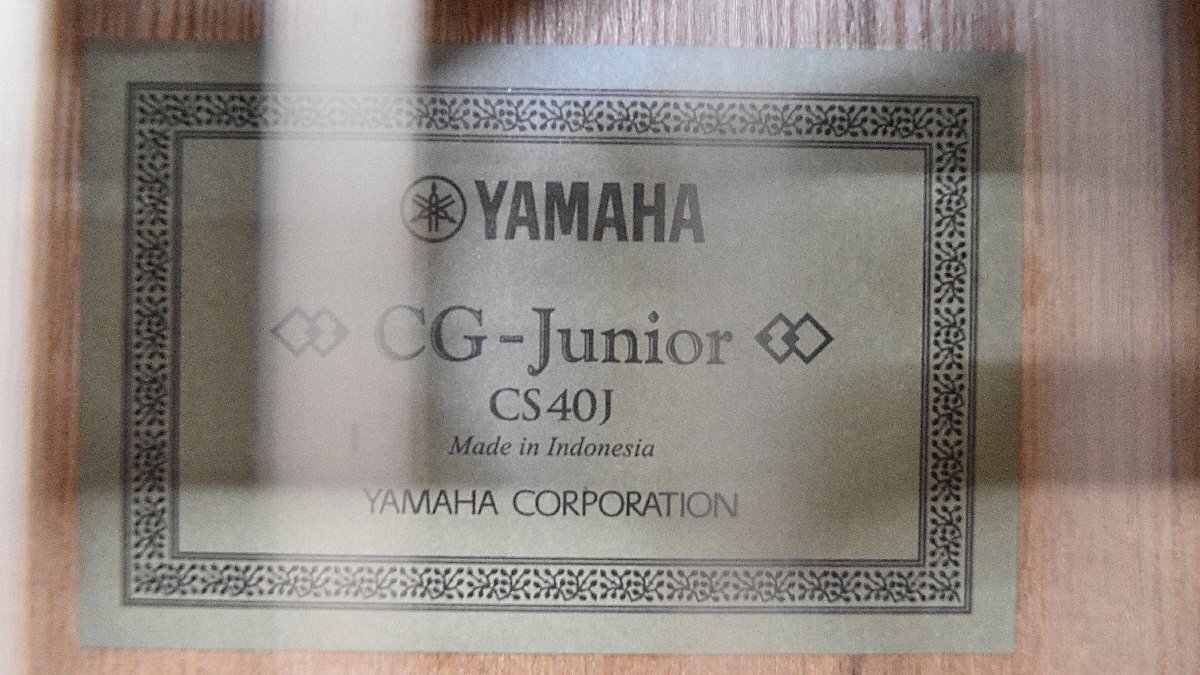 YAMAHA
CG-Junior
CS40J
Made in Indonesia
YAMAHA CORPORATION